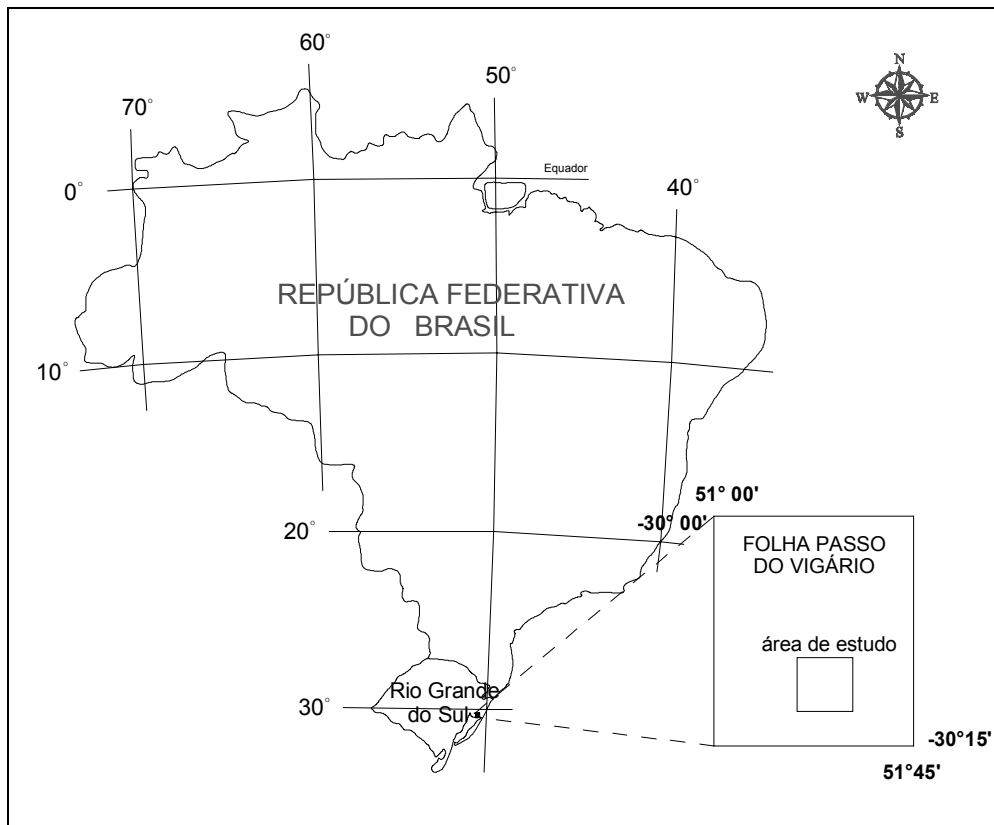 60°
50°
70°
N
W E
S
Equador
0°
40°
REPÚBLICA FEDERATIVA
DO BRASIL
10°
51° 00'
-30° 00'
20°
FOLHA PASSO
DO VIGÁRIO
área de estudo
Rio Grande
do Sul
30°
-30°15'
51°45'